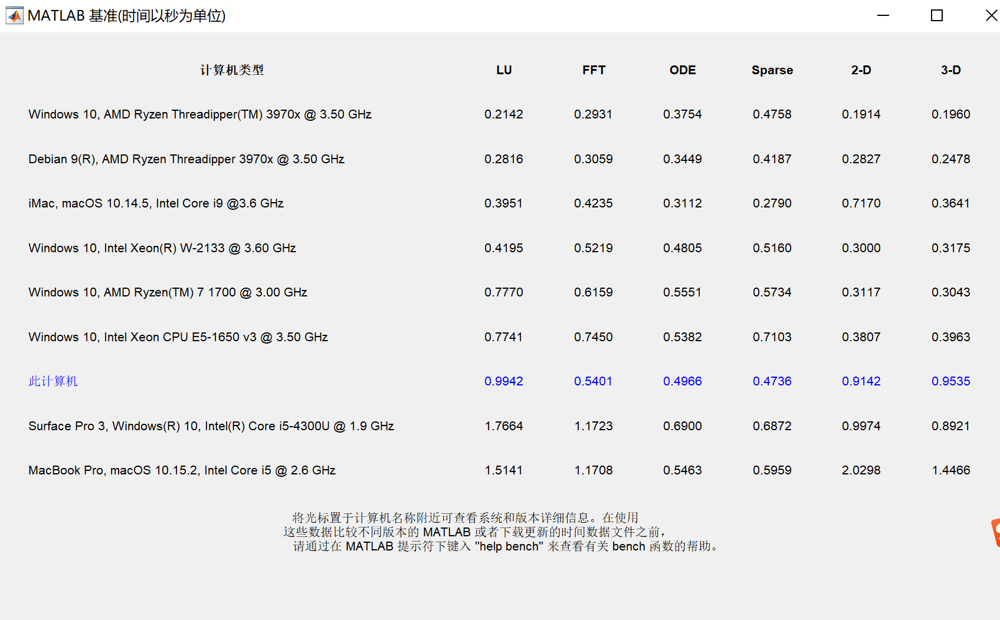 MATLAB 基准(时间以秒为单位)
计算机类型 LU FFT ODE Sparse 2-D 3-D
Windows 10, AMD Ryzen Threadipper(TM) 3970x @ 3.50 GHz 0.2142 0.2931 0.3754 0.4758 0.1914 0.1960
Debian 9(R), AMD Ryzen Threadipper 3970x @ 3.50 GHz 0.2816 0.3059 0.3449 0.4187 0.2827 0.2478
iMac, macOS 10.14.5, Intel Core i9 @3.6 GHz 0.3951 0.4235 0.3112 0.2790 0.7170 0.3641
Windows 10, Intel Xeon(R) W-2133 @ 3.60 GHz 0.4195 0.5219 0.4805 0.5160 0.3000 0.3175
Windows 10, AMD Ryzen(TM) 7 1700 @ 3.00 GHz 0.7770 0.6159 0.5551 0.5734 0.3117 0.3043
Windows 10, Intel Xeon CPU E5-1650 v3 @ 3.50 GHz 0.7741 0.7450 0.5382 0.7103 0.3807 0.3963
此计算机 0.9942 0.5401 0.4966 0.4736 0.9142 0.9535
Surface Pro 3, Windows(R) 10, Intel(R) Core i5-4300U @ 1.9 GHz 1.7664 1.1723 0.6900 0.6872 0.9974 0.8921
MacBook Pro, macOS 10.15.2, Intel Core i5 @ 2.6 GHz 1.5141 1.1708 0.5463 0.5959 2.0298 1.4466
将光标置于计算机名称附近可查看系统和版本详细信息。在使用
这些数据比较不同版本的 MATLAB 或者下载更新的时间数据文件之前，
请通过在 MATLAB 提示符下键入 "help bench" 来查看有关 bench 函数的帮助。